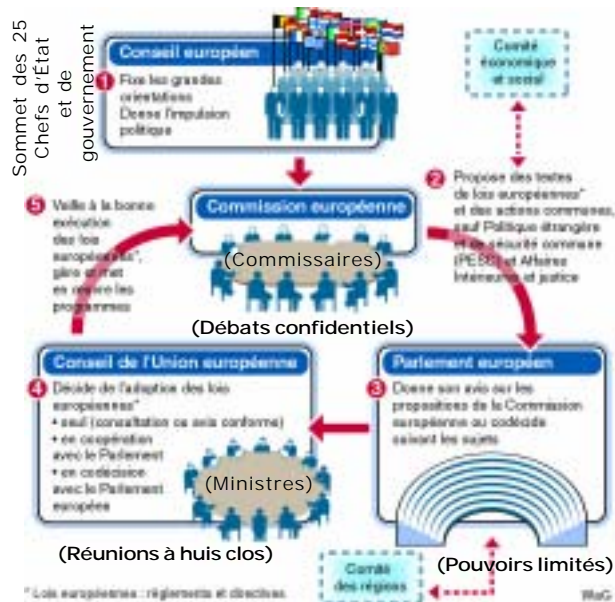 Sommet des 25
Chefs d'État
et de
gouvernement
Conseil européen
1 Fixe les grandes
orientations
Donne l'impulsion
politique
Comité
économique
et social
2 Propose des textes
de lois européennes*
et des actions communes,
sauf Politique étrangère
et de sécurité commune
(PESC) et Affaires
Intérieures et justice
5 Veille à la bonne
exécution
des lois
européennes*,
gère et met
en œuvre les
programmes
Commission européenne
(Commissaires)
(Débats confidentiels)
Conseil de l'Union européenne
4 Décide de l'adoption des lois
européennes*
• seul (consultation ou avis conforme)
• en coopération
avec le Parlement
• en codécision
avec le Parlement
européen
(Ministres)
(Réunions à huis clos)
Parlement européen
3 Donne son avis sur les
propositions de la Commission
européenne ou codécide
suivant les sujets
(Pouvoirs limités)
Comité
des régions
* Lois européennes : règlements et directives